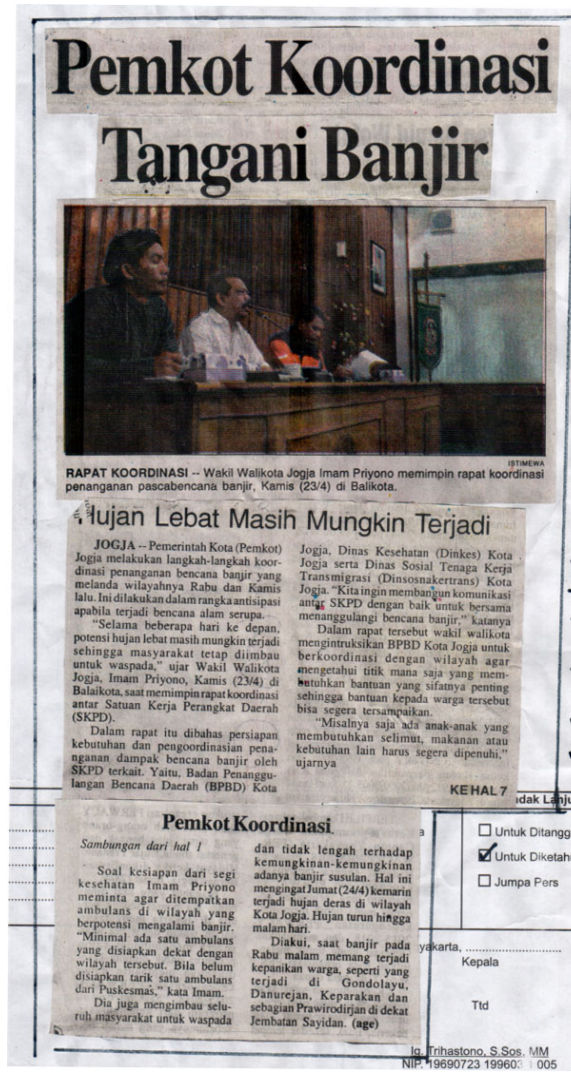 Pemkot Koordinasi
Tangani Banjir
ISTIMEWA
RAPAT KOORDINASI -- Wakil Walikota Jogja Imam Priyono memimpin rapat koordinasi
penanganan pascabencana banjir, Kamis (23/4) di Balikota.
Hujan Lebat Masih Mungkin Terjadi
JOGJA -- Pemerintah Kota (Pemkot)
Jogja melakukan langkah-langkah koor-
dinasi penanganan bencana banjir yang
melanda wilayahnya Rabu dan Kamis
lalu. Ini dilakukan dalam rangka antisipasi
apabila terjadi bencana alam serupa.
"Selama beberapa hari ke depan,
potensi hujan lebat masih mungkin terjadi
sehingga masyarakat tetap diimbau
untuk waspada," ujar Wakil Walikota
Jogja, Imam Priyono, Kamis (23/4) di
Balaikota, saat memimpin rapat koordinasi
antar Satuan Kerja Perangkat Daerah
(SKPD).
Dalam rapat itu dibahas persiapan
kebutuhan dan pengoordinasian pena-
nganan dampak bencana banjir oleh
SKPD terkait. Yaitu, Badan Penanggu-
langan Bencana Daerah (BPBD) Kota
Jogja, Dinas Kesehatan (Dinkes) Kota
Jogja serta Dinas Sosial Tenaga Kerja
Transmigrasi (Dinsosnakertrans) Kota
Jogja. "Kita ingin membangun komunikasi
antar SKPD dengan baik untuk bersama
menanggulangi bencana banjir," katanya
Dalam rapat tersebut wakil walikota
mengintruksikan BPBD Kota Jogja untuk
berkoordinasi dengan wilayah agar
mengetahui titik mana saja yang mem-
butuhkan bantuan yang sifatnya penting
sehingga bantuan kepada warga tersebut
bisa segera tersampaikan.
"Misalnya saja ada anak-anak yang
membutuhkan selimut, makanan atau
kebutuhan lain harus segera dipenuhi,"
ujarnya
KE HAL 7
Pemkot Koordinasi
Sambungan dari hal 1
Soal kesiapan dari segi
kesehatan Imam Priyono
meminta agar ditempatkan
ambulans di wilayah yang
berpotensi mengalami banjir.
"Minimal ada satu ambulans
yang disiapkan dekat dengan
wilayah tersebut. Bila belum
disiapkan tarik satu ambulans
dari Puskesmas," kata Imam.
Dia juga mengimbau selu-
ruh masyarakat untuk waspada
dan tidak lengah terhadap
kemungkinan-kemungkinan
adanya banjir susulan. Hal ini
mengingat Jumat (24/4) kemarin
terjadi hujan deras di wilayah
Kota Jogja. Hujan turun hingga
malam hari.
Diakui, saat banjir pada
Rabu malam memang terjadi
kepanikan warga, seperti yang
terjadi di Gondolayu,
Danurejan, Keparakan dan
sebagian Prawirodirjan di dekat
Jembatan Sayidan. (age)
dak Lanju
Untuk Ditangg
Untuk Diketah
Jumpa Pers
yakarta, ..................
Kepala
Ttd
Ig. Trihastono, S.Sos, MM
NIP. 19690723 199603 1 005